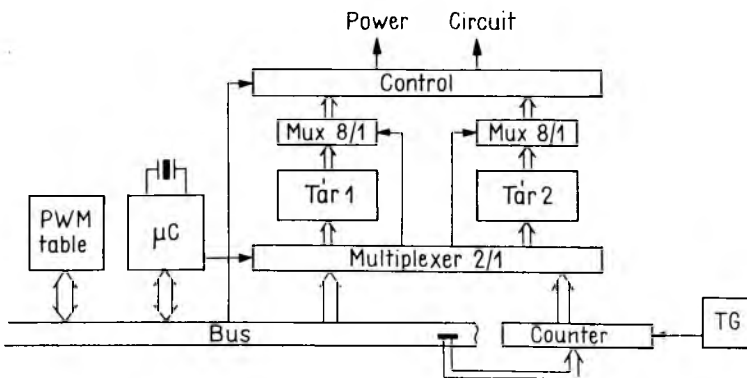 Power Circuit
Control
Mux 8/1 Mux 8/1
Tár 1 Tár 2
PWM table
μC
Multiplexer 2/1
Bus
Counter
TG